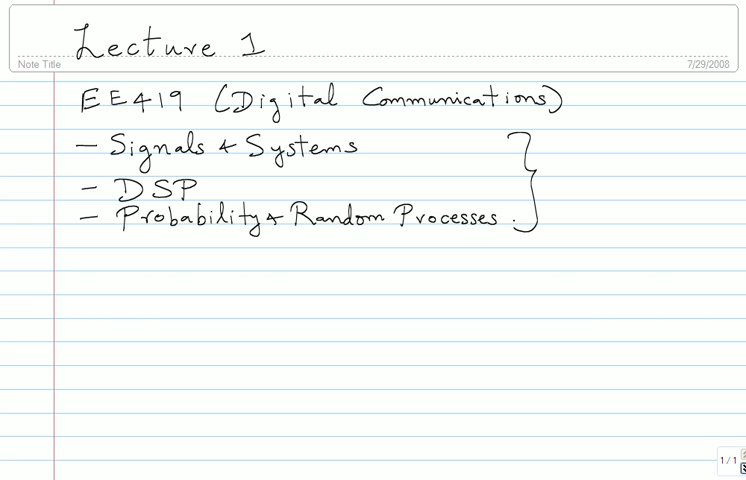 Lecture 1
Note Title
7/29/2008
EE419 (Digital Communications)
- Signals & Systems
- DSP
- Probability & Random Processes.
1/1